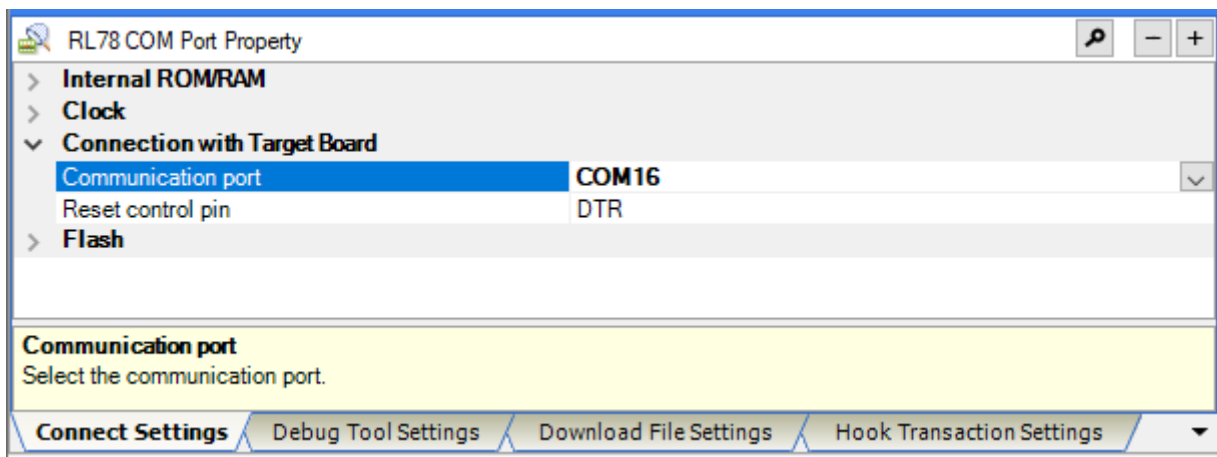 RL78 COM Port Property
Internal ROM/RAM
Clock
Connection with Target Board
Communication port COM16
Reset control pin DTR
Flash
Communication port
Select the communication port.
Connect Settings Debug Tool Settings Download File Settings Hook Transaction Settings